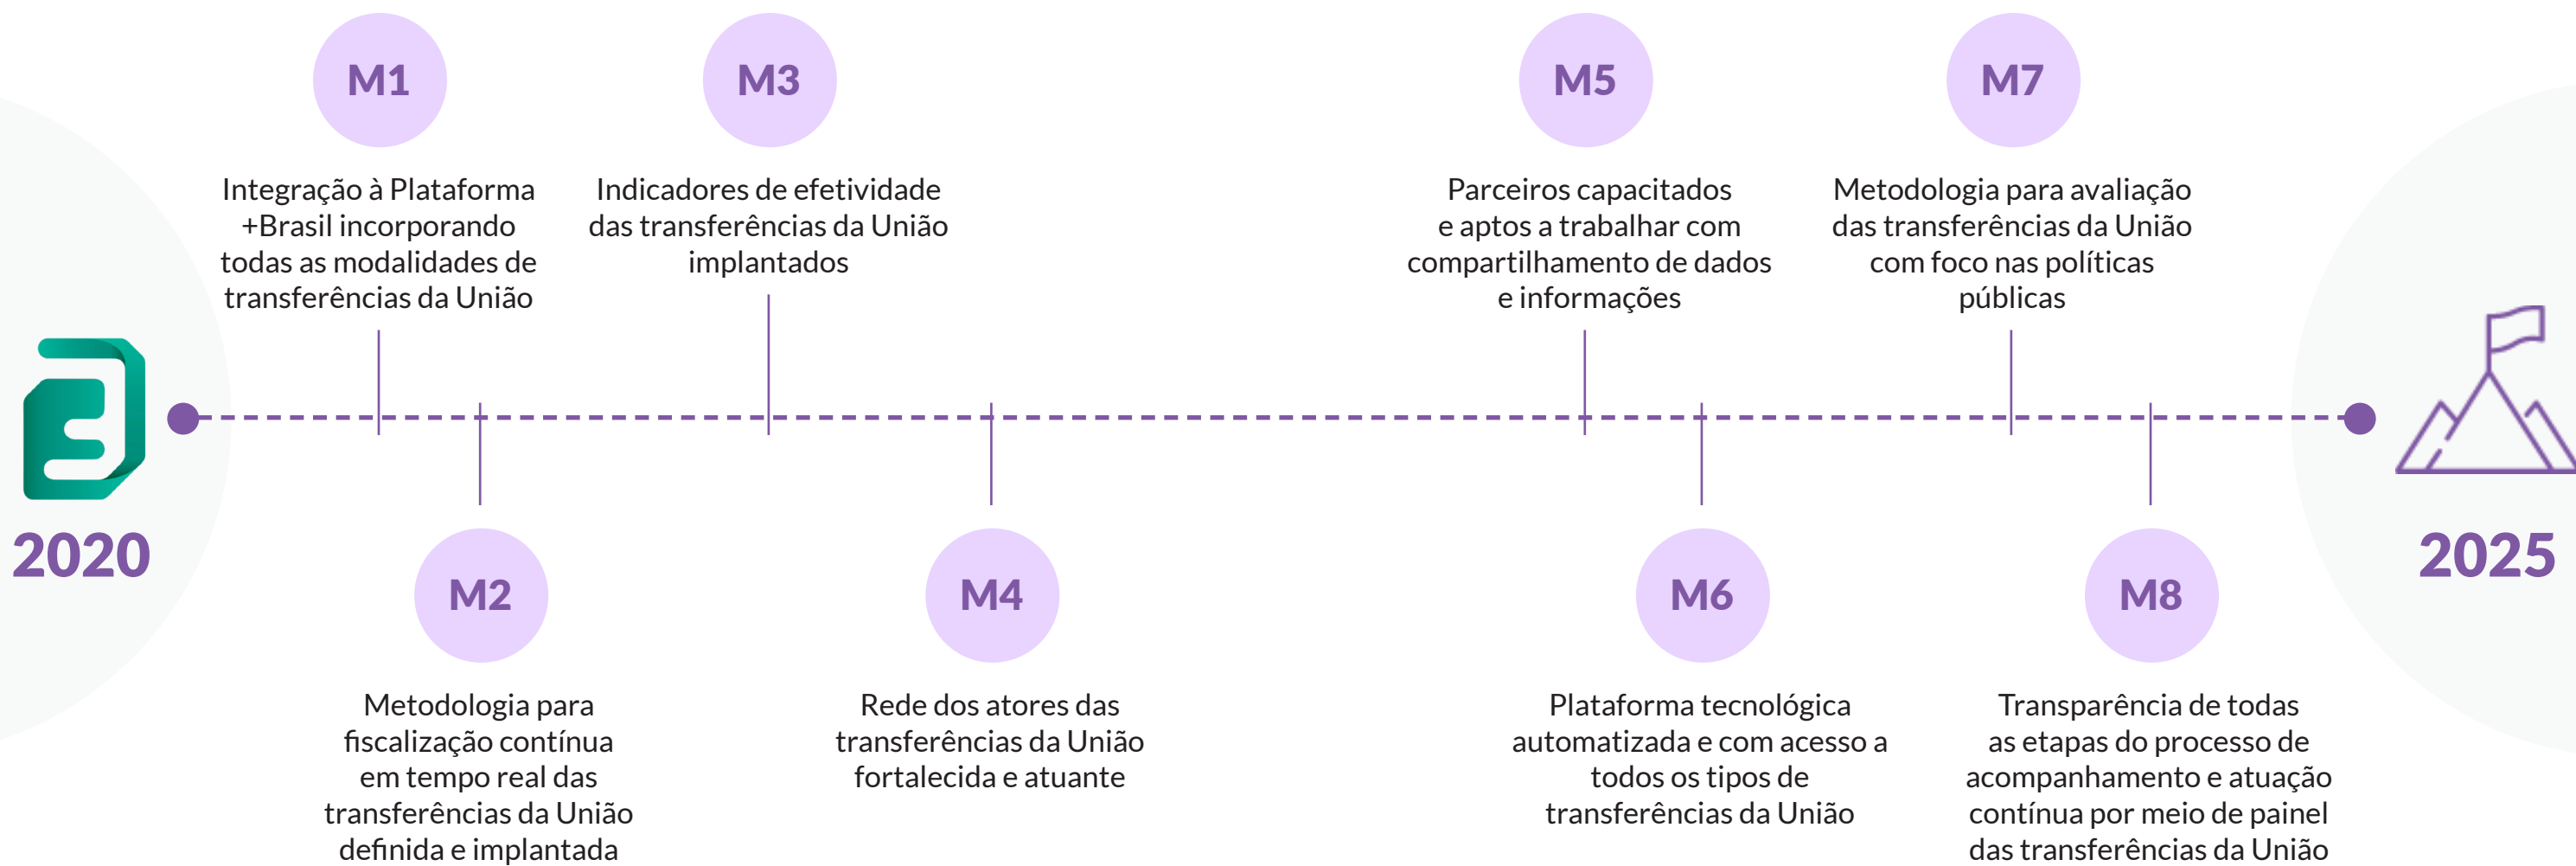 M1
Integração à Plataforma
+Brasil incorporando
todas as modalidades de
transferências da União
M3
Indicadores de efetividade
das transferências da União
implantados
M5
Parceiros capacitados
e aptos a trabalhar com
compartilhamento de dados
e informações
M7
Metodologia para avaliação
das transferências da União
com foco nas políticas
públicas
2020
2025
M2
Metodologia para
fiscalização contínua
em tempo real das
transferências da União
definida e implantada
M4
Rede dos atores das
transferências da União
fortalecida e atuante
M6
Plataforma tecnológica
automatizada e com acesso a
todos os tipos de
transferências da União
M8
Transparência de todas
as etapas do processo de
acompanhamento e atuação
contínua por meio de painel
das transferências da União